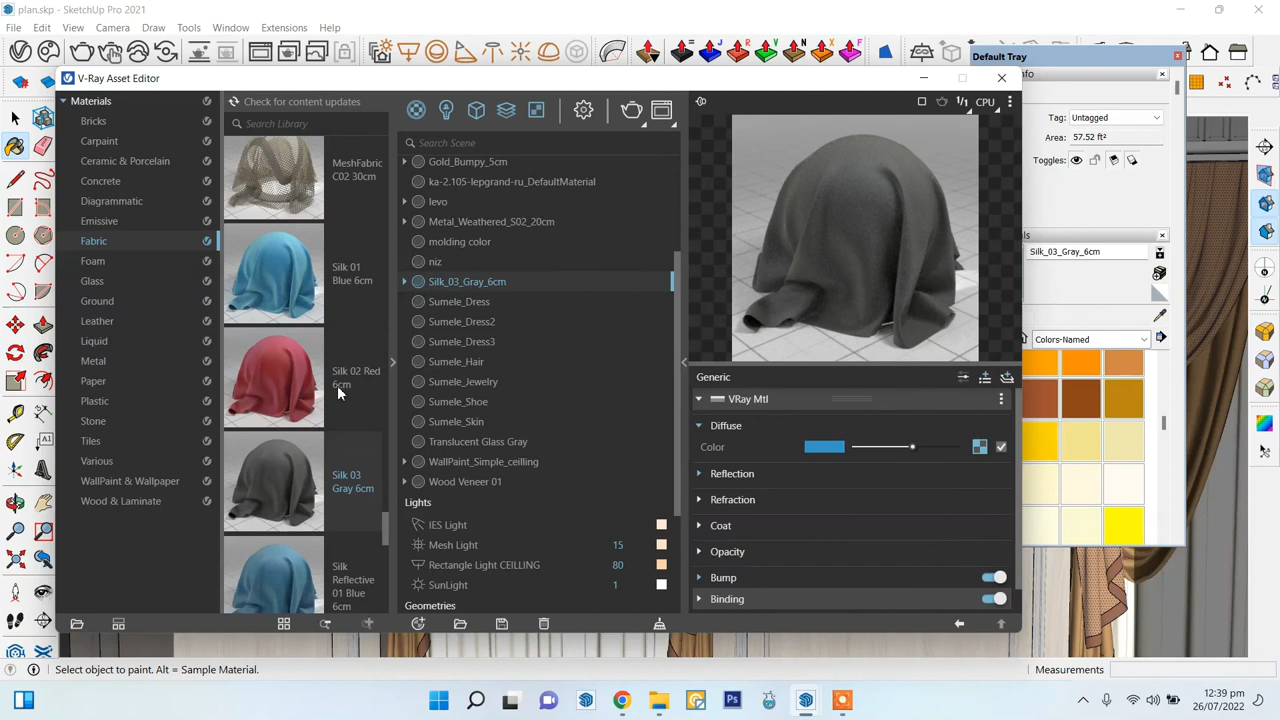 plan.skp - SketchUp Pro 2021
File Edit View Camera Draw Tools Window Extensions Help
Default Tray
V-Ray Asset Editor
Materials
Bricks
Carpaint
Ceramic & Porcelain
Concrete
Diagrammatic
Emissive
Fabric
Foam
Glass
Ground
Leather
Liquid
Metal
Paper
Plastic
Stone
Tiles
Various
WallPaint & Wallpaper
Wood & Laminate
Check for content updates
Search Library
MeshFabric
C02 30cm
Silk 01
Blue 6cm
Silk 02 Red
6cm
Silk 03
Gray 6cm
Silk
Reflective
01 Blue
6cm
Search Scene
Gold_Bumpy_5cm
ka-2.105-lepgrand-ru_DefaultMaterial
levo
Metal_Weathered_S02_20cm
molding color
niz
Silk_03_Gray_6cm
Sumele_Dress
Sumele_Dress2
Sumele_Dress3
Sumele_Hair
Sumele_Jewelry
Sumele_Shoe
Sumele_Skin
Translucent Glass Gray
WallPaint_Simple_ceilling
Wood Veneer 01
Lights
IES Light
Mesh Light 15
Rectangle Light CEILLING 80
SunLight 1
Geometries
1/1 CPU
Generic
VRay Mtl
Diffuse
Color
Reflection
Refraction
Coat
Opacity
Bump
Binding
Info
Tag: Untagged
Area: 57.52 ft²
Toggles:
ls
Silk_03_Gray_6cm
Colors-Named
Select object to paint. Alt = Sample Material.
Measurements
12:39 pm
26/07/2022